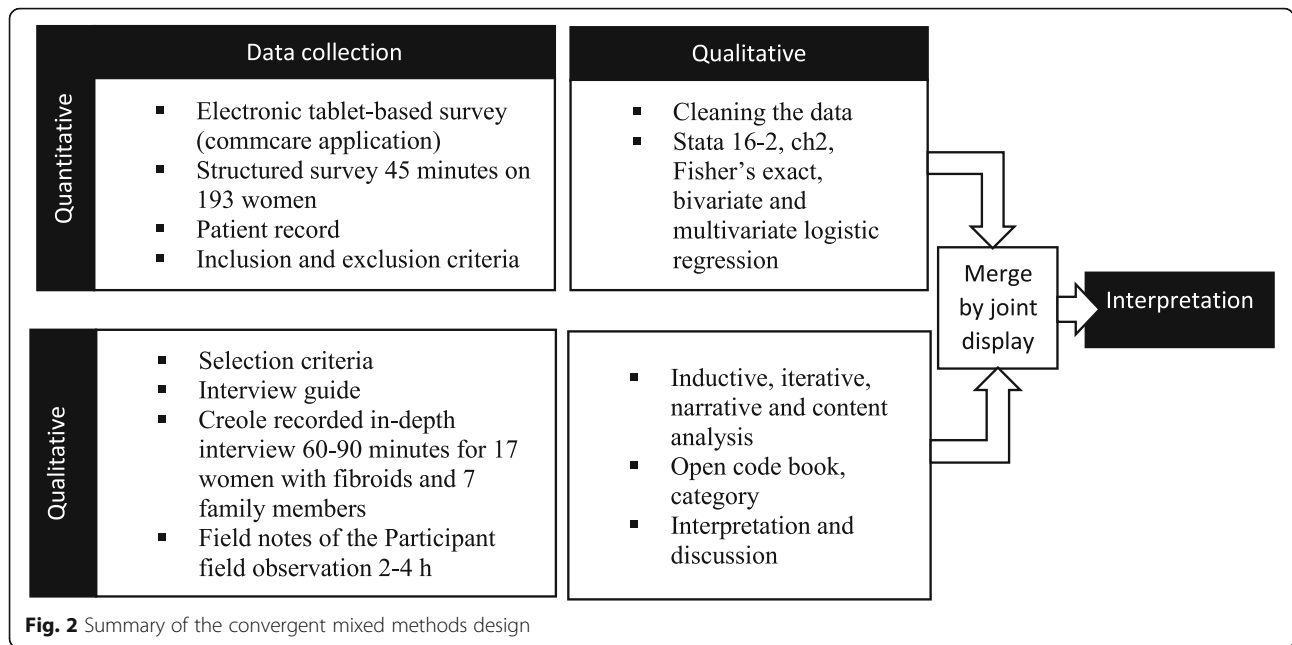 Data collection
Qualitative
Quantitative
▪ Electronic tablet-based survey
(commcare application)
▪ Structured survey 45 minutes on
193 women
▪ Patient record
▪ Inclusion and exclusion criteria
▪ Cleaning the data
▪ Stata 16-2, ch2,
Fisher's exact,
bivariate and
multivariate logistic
regression
Qualitative
▪ Selection criteria
▪ Interview guide
▪ Creole recorded in-depth
interview 60-90 minutes for 17
women with fibroids and 7
family members
▪ Field notes of the Participant
field observation 2-4 h
▪ Inductive, iterative,
narrative and content
analysis
▪ Open code book,
category
▪ Interpretation and
discussion
Merge
by joint
display
Interpretation
Fig. 2 Summary of the convergent mixed methods design